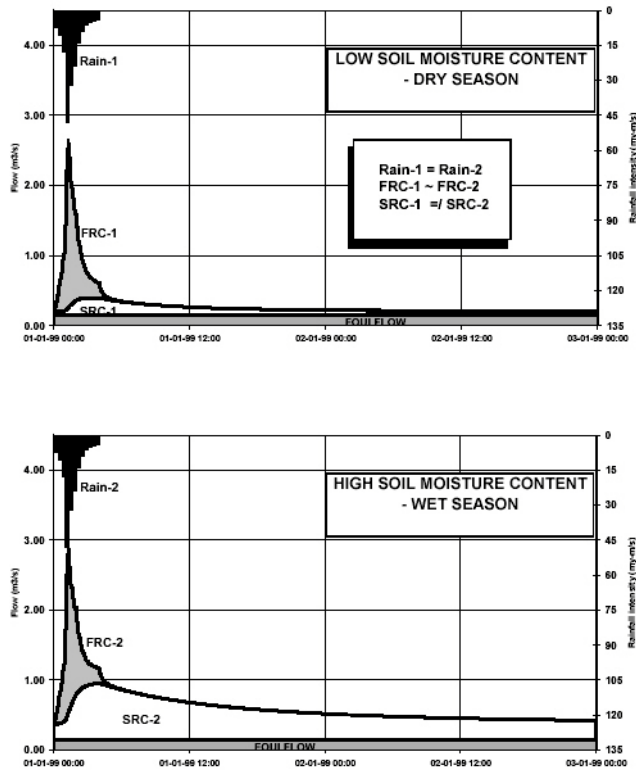 4.00
3.00
2.00
1.00
0.00
Flow (m3/s)
0
15
30
45
60
75
90
105
120
135
Rainfall intensity (my-m/s)
Rain-1
LOW SOIL MOISTURE CONTENT
- DRY SEASON
Rain-1 = Rain-2
FRC-1 ~ FRC-2
SRC-1 =/ SRC-2
FRC-1
SRC-1
FOULFLOW
01-01-99 00:00
01-01-99 12:00
02-01-99 00:00
02-01-99 12:00
03-01-99 00:00
4.00
3.00
2.00
1.00
0.00
Flow (m3/s)
0
15
30
45
60
75
90
105
120
135
Rainfall intensity (my-m/s)
Rain-2
HIGH SOIL MOISTURE CONTENT
- WET SEASON
FRC-2
SRC-2
FOULFLOW
01-01-99 00:00
01-01-99 12:00
02-01-99 00:00
02-01-99 12:00
03-01-99 00:00